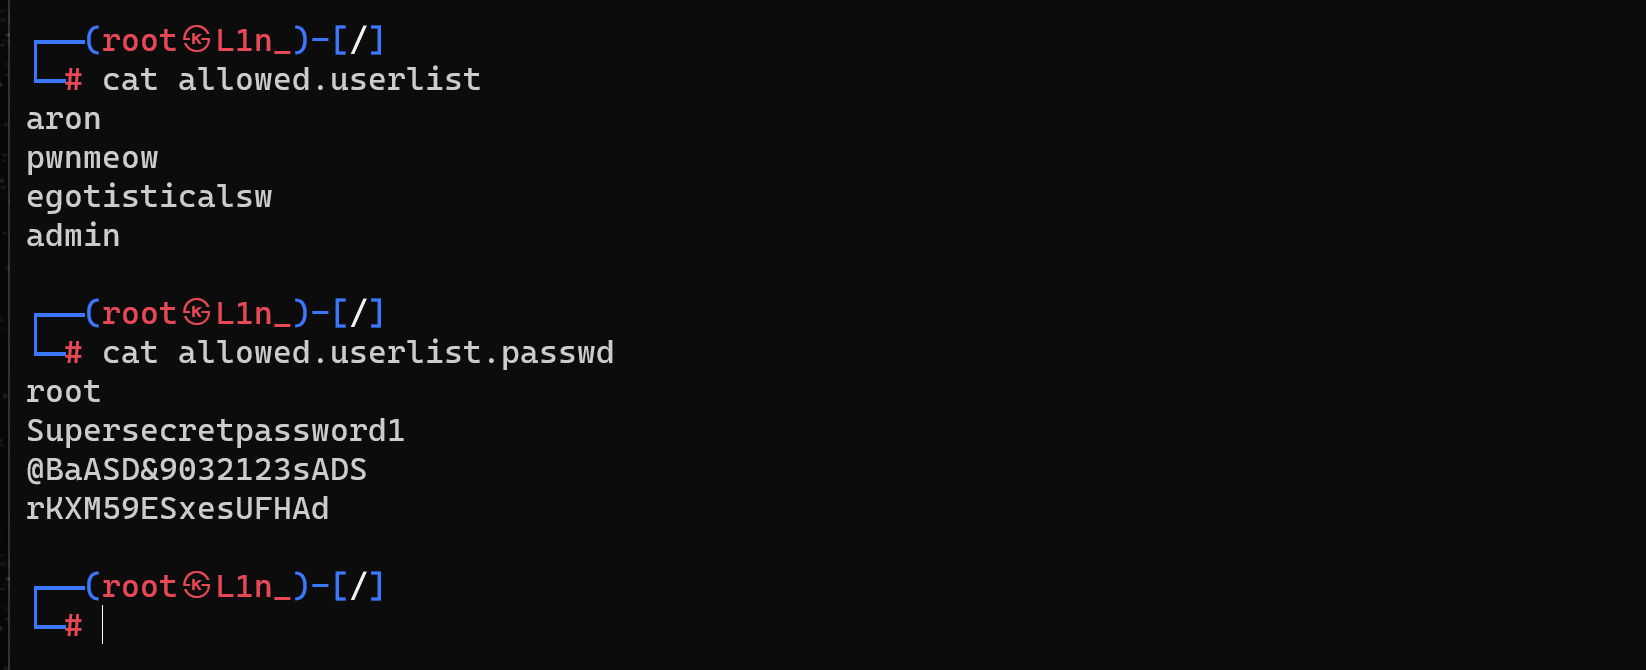 ┌──(root㉿L1n_)-[/]
└─# cat allowed.userlist
aron
pwnmeow
egotisticalsw
admin
┌──(root㉿L1n_)-[/]
└─# cat allowed.userlist.passwd
root
Supersecretpassword1
@BaASD&9032123sADS
rKXM59ESxesUFHAd
┌──(root㉿L1n_)-[/]
└─#